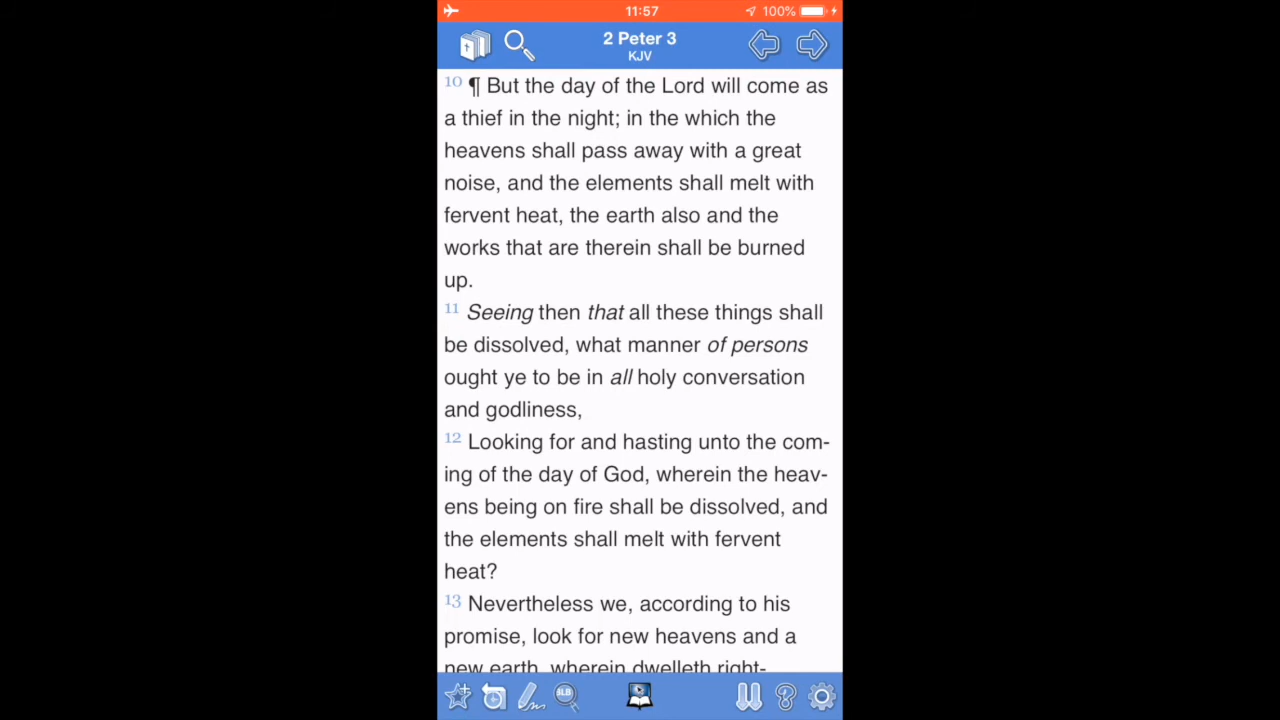 11:57
100%
2 Peter 3
KJV
10 ¶ But the day of the Lord will come as
a thief in the night; in the which the
heavens shall pass away with a great
noise, and the elements shall melt with
fervent heat, the earth also and the
works that are therein shall be burned
up.
11 Seeing then that all these things shall
be dissolved, what manner of persons
ought ye to be in all holy conversation
and godliness,
12 Looking for and hasting unto the com-
ing of the day of God, wherein the heav-
ens being on fire shall be dissolved, and
the elements shall melt with fervent
heat?
13 Nevertheless we, according to his
promise, look for new heavens and a
new earth, wherein dwelleth right-
BLB